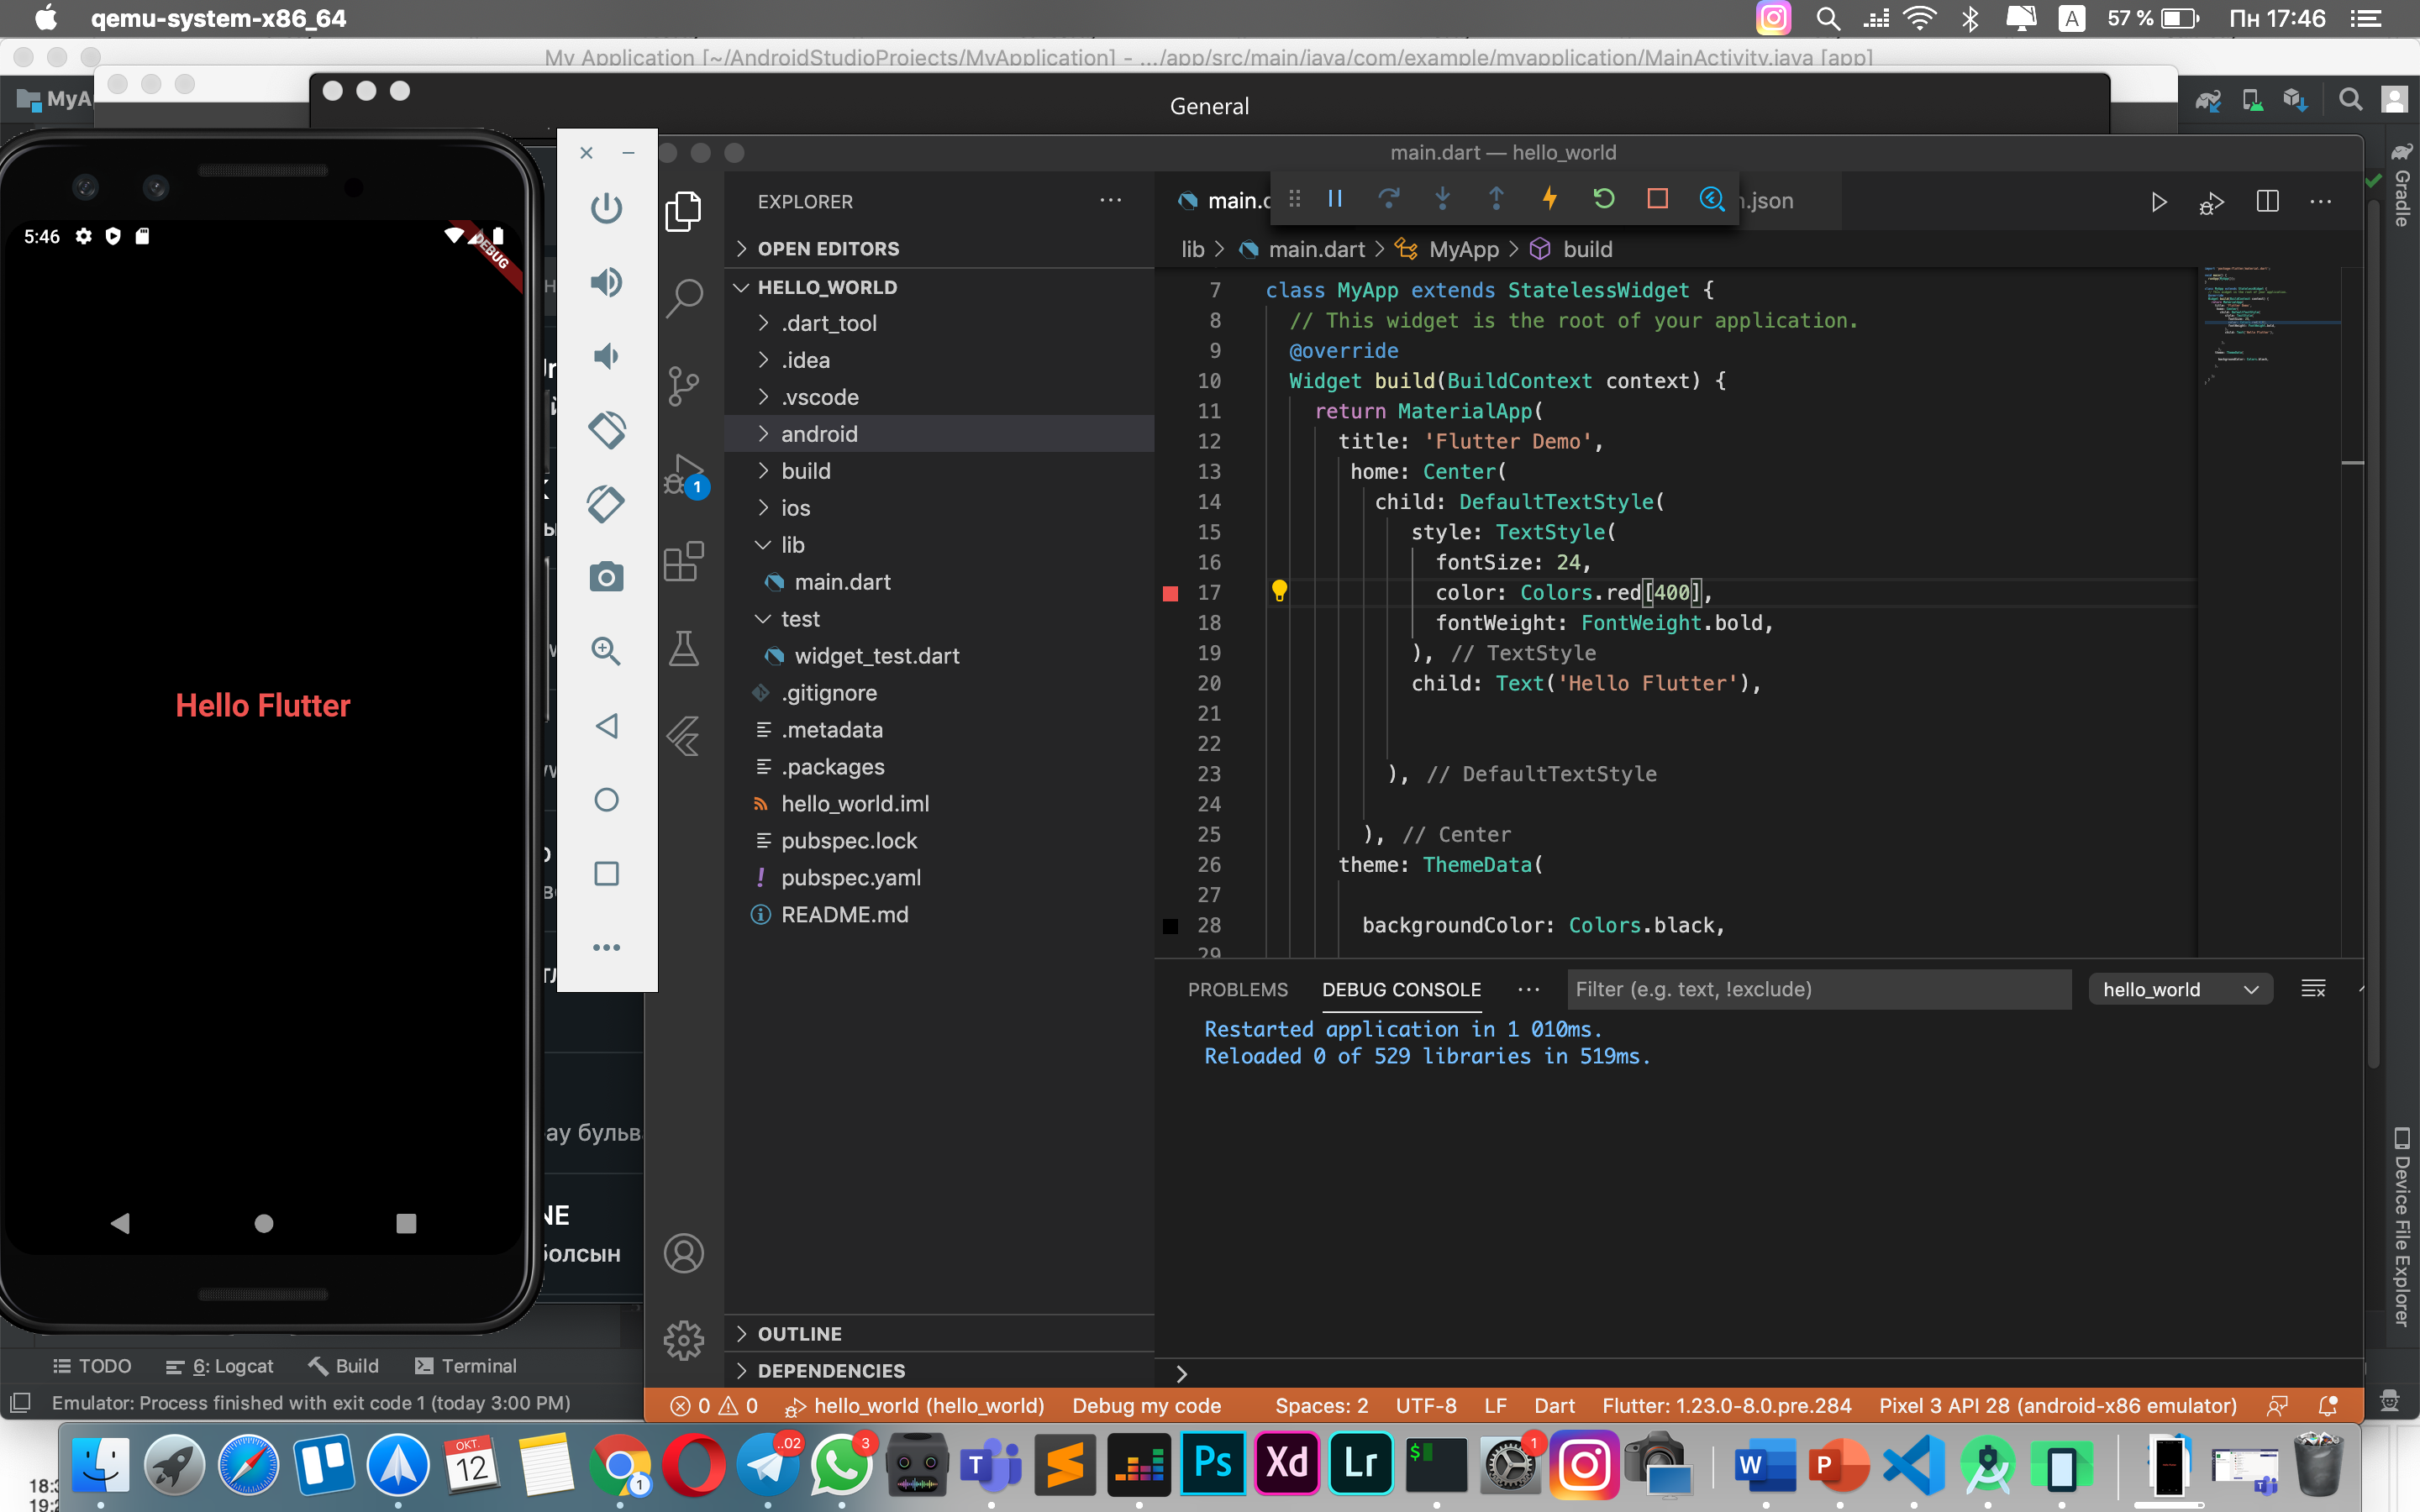 qemu-system-x86_64
A
57 %
Пн 17:46
My Application [~/AndroidStudioProjects/MyApplication] - .../app/src/main/java/com/example/myapplication/MainActivity.java [app]
MyA
General
main.dart — hello_world
5:46
DEBUG
EXPLORER
OPEN EDITORS
HELLO_WORLD
.dart_tool
.idea
.vscode
android
build
ios
lib
main.dart
test
widget_test.dart
.gitignore
.metadata
.packages
hello_world.iml
pubspec.lock
pubspec.yaml
README.md
OUTLINE
DEPENDENCIES
1
Hello Flutter
main.d
.json
lib > main.dart > MyApp > build
7 class MyApp extends StatelessWidget {
8 // This widget is the root of your application.
9 @override
10 Widget build(BuildContext context) {
11 return MaterialApp(
12 title: 'Flutter Demo',
13 home: Center(
14 child: DefaultTextStyle(
15 style: TextStyle(
16 fontSize: 24,
17 color: Colors.red[400],
18 fontWeight: FontWeight.bold,
19 ), // TextStyle
20 child: Text('Hello Flutter'),
21
22
23 ), // DefaultTextStyle
24
25 ), // Center
26 theme: ThemeData(
27
28 backgroundColor: Colors.black,
29
PROBLEMS
DEBUG CONSOLE
Filter (e.g. text, !exclude)
hello_world
Restarted application in 1 010ms.
Reloaded 0 of 529 libraries in 519ms.
Gradle
Device File Explorer
ау бульв
NE
болсын
TODO
6: Logcat
Build
Terminal
Emulator: Process finished with exit code 1 (today 3:00 PM)
0
0
hello_world (hello_world)
Debug my code
Spaces: 2
UTF-8
LF
Dart
Flutter: 1.23.0-8.0.pre.284
Pixel 3 API 28 (android-x86 emulator)
ОКТ.
12
1
..02
3
T
Ps
Xd
Lr
$
1
W
P